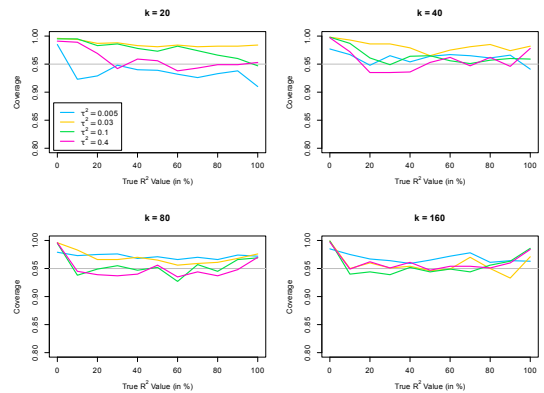 k = 20
Coverage
0.80 0.85 0.90 0.95 1.00
τ² = 0.005
τ² = 0.03
τ² = 0.1
τ² = 0.4
0 20 40 60 80 100
True R² Value (in %)
k = 40
Coverage
0.80 0.85 0.90 0.95 1.00
0 20 40 60 80 100
True R² Value (in %)
k = 80
Coverage
0.80 0.85 0.90 0.95 1.00
0 20 40 60 80 100
True R² Value (in %)
k = 160
Coverage
0.80 0.85 0.90 0.95 1.00
0 20 40 60 80 100
True R² Value (in %)